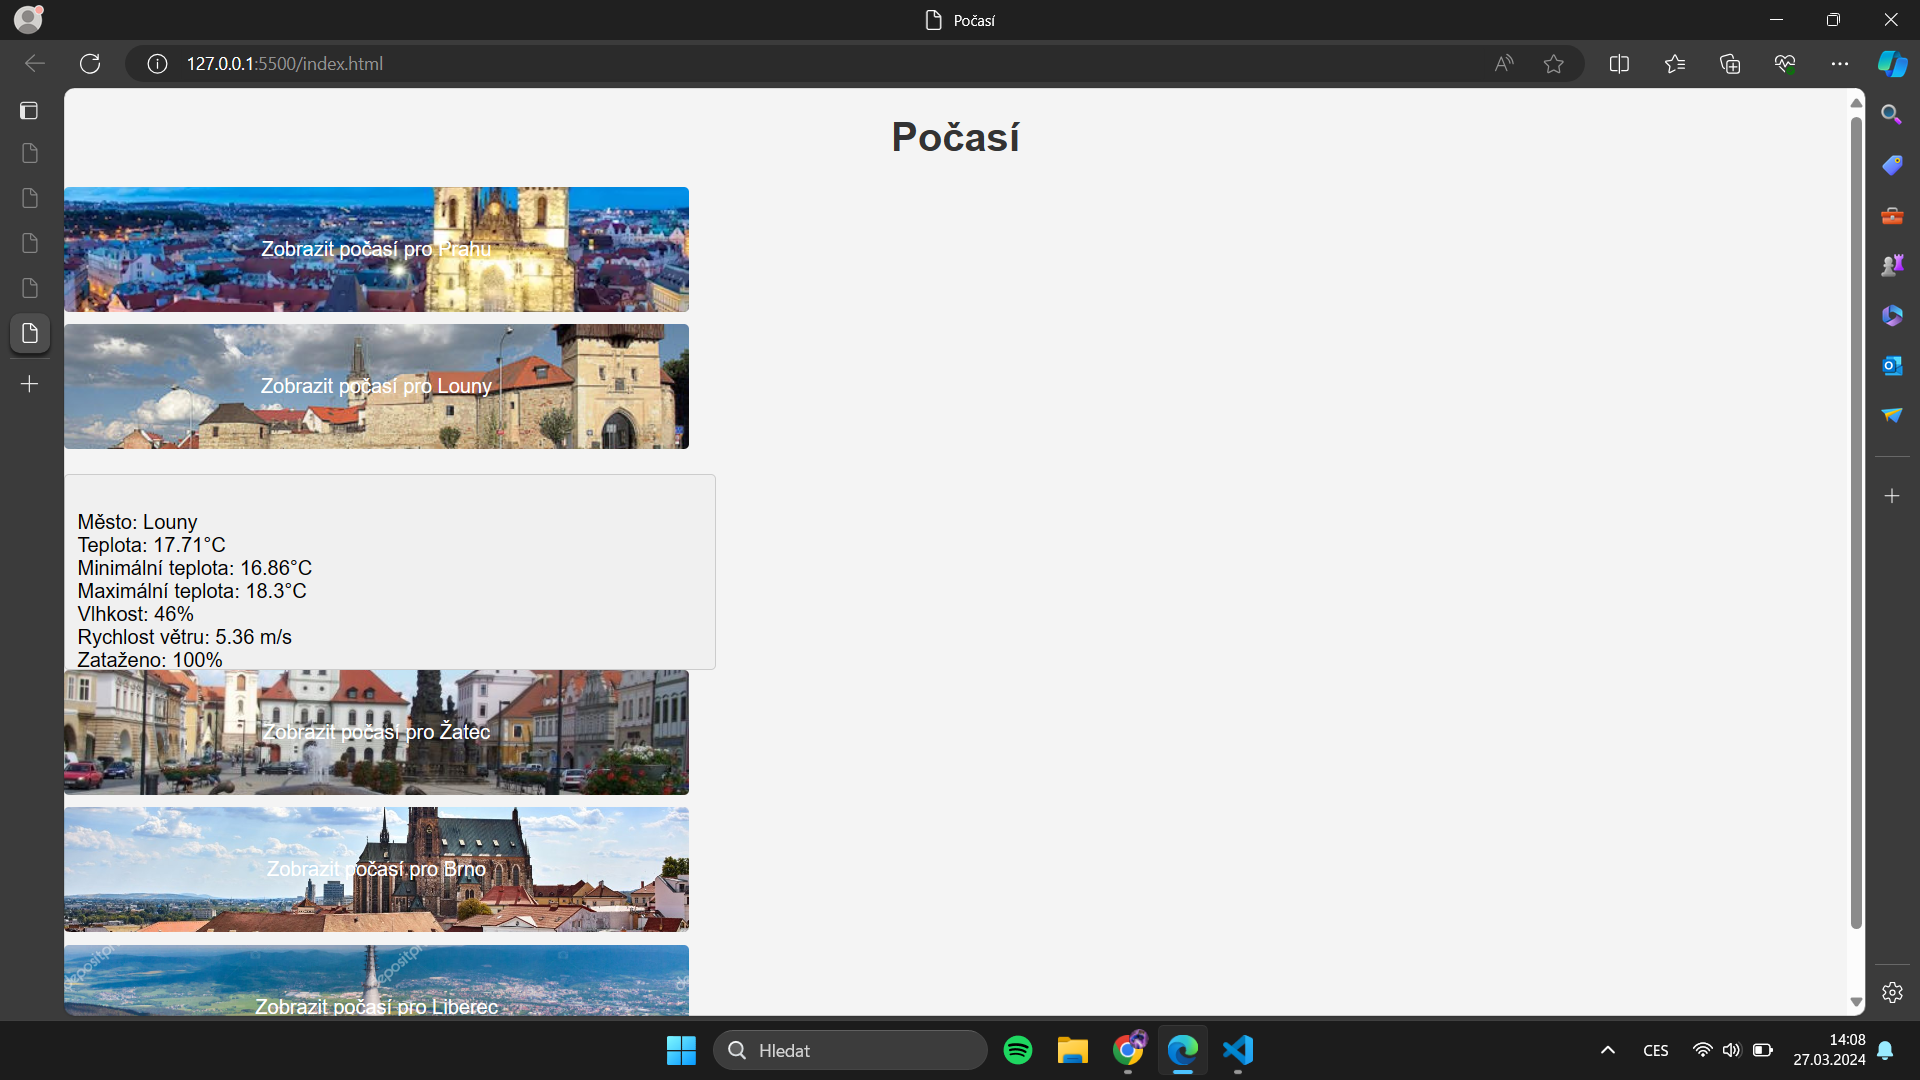 Počasí
127.0.0.1:5500/index.html
Počasí
Zobrazit počasí pro Prahu
Zobrazit počasí pro Louny
Město: Louny
Teplota: 17.71°C
Minimální teplota: 16.86°C
Maximální teplota: 18.3°C
Vlhkost: 46%
Rychlost větru: 5.36 m/s
Zataženo: 100%
Zobrazit počasí pro Žatec
Zobrazit počasí pro Brno
Zobrazit počasí pro Liberec
Hledat
CES
14:08
27.03.2024